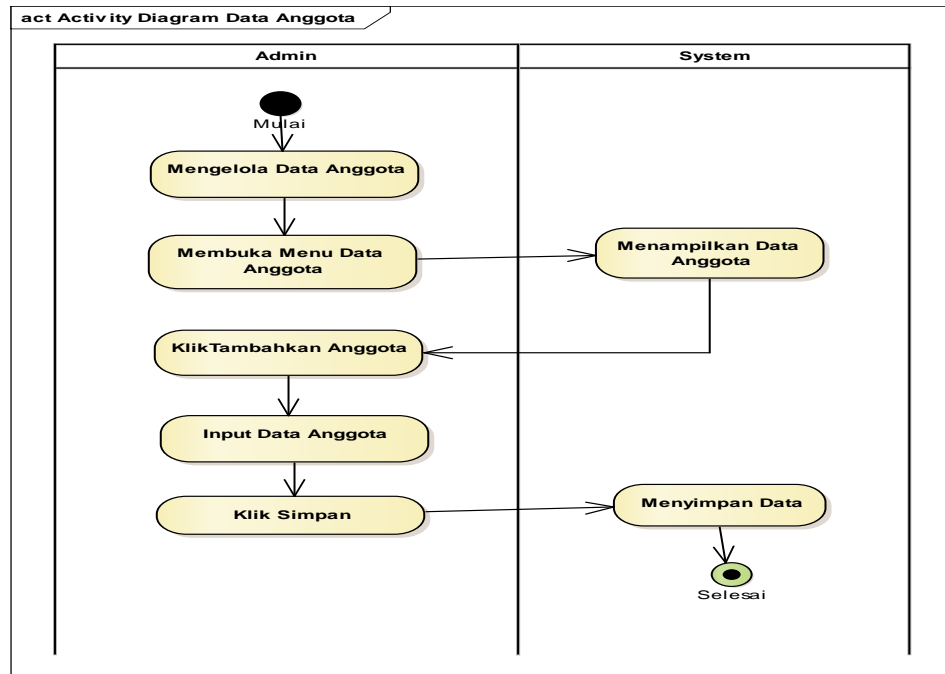 act Activity Diagram Data Anggota
Admin
System
Mulai
Mengelola Data Anggota
Membuka Menu Data
Anggota
Menampilkan Data
Anggota
KlikTambahkan Anggota
Input Data Anggota
Klik Simpan
Menyimpan Data
Selesai